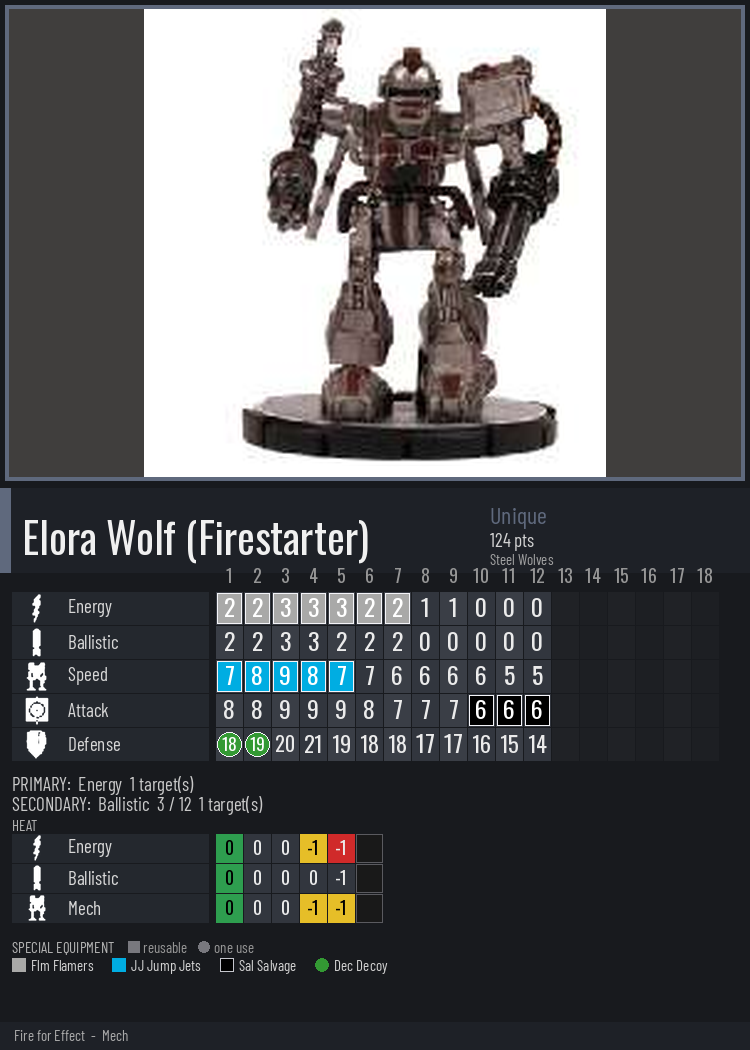 Elora Wolf (Firestarter)
Unique
124 pts
Steel Wolves
1 2 3 4 5 6 7 8 9 10 11 12 13 14 15 16 17 18
Energy 2 2 3 3 3 2 2 1 1 0 0 0
Ballistic 2 2 3 3 2 2 2 0 0 0 0 0
Speed 7 8 9 8 7 7 6 6 6 6 5 5
Attack 8 8 9 9 9 8 7 7 7 6 6 6
Defense 18 19 20 21 19 18 18 17 17 16 15 14
PRIMARY: Energy 1 target(s)
SECONDARY: Ballistic 3 / 12 1 target(s)
HEAT
Energy 0 0 0 -1 -1
Ballistic 0 0 0 0 -1
Mech 0 0 0 -1 -1
SPECIAL EQUIPMENT reusable one use
Flm Flamers JJ Jump Jets Sal Salvage Dec Decoy
Fire for Effect - Mech